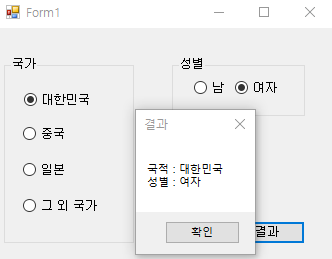 Form1
국가
대한민국
중국
일본
그 외 국가
성별
남 여자
결과
국적 : 대한민국
성별 : 여자
확인
결과